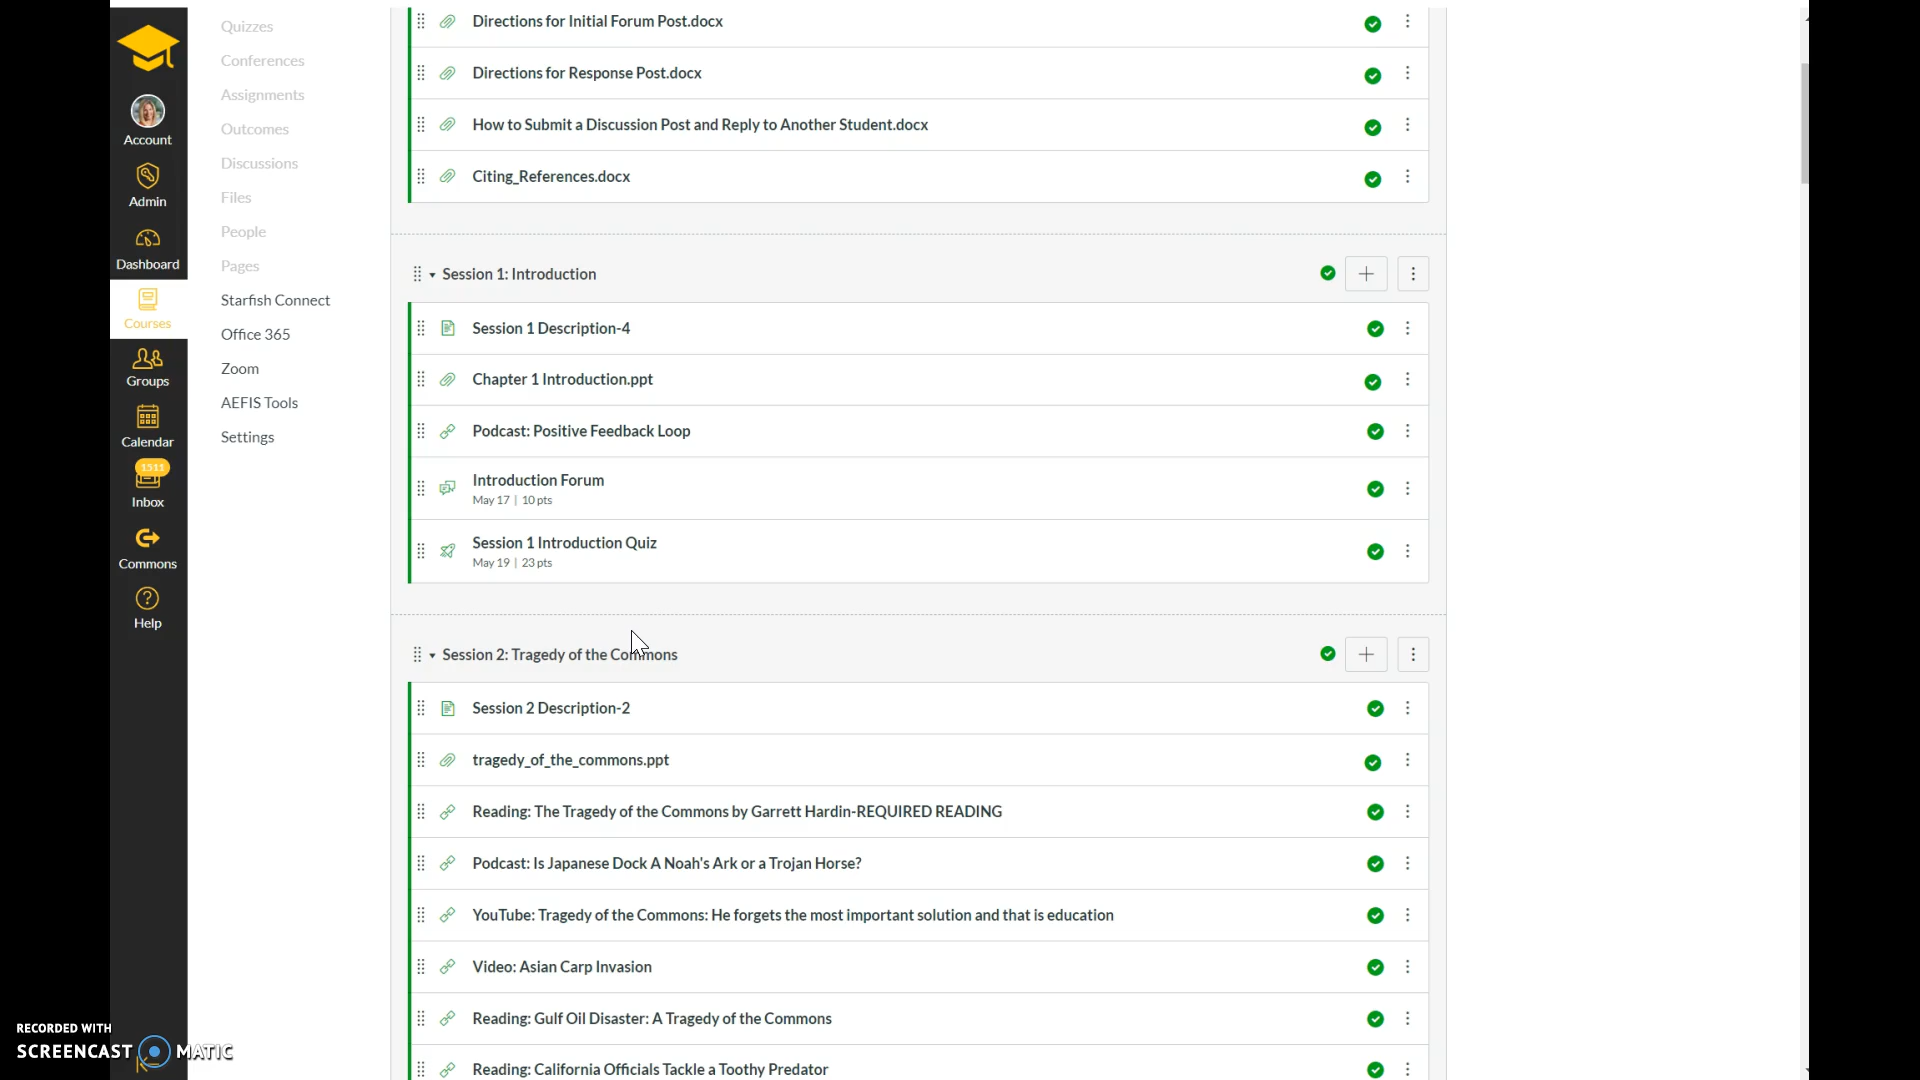 Account
Admin
Dashboard
Courses
Groups
Calendar
1511
Inbox
Commons
Help
Quizzes
Conferences
Assignments
Outcomes
Discussions
Files
People
Pages
Starfish Connect
Office 365
Zoom
AEFIS Tools
Settings
Directions for Initial Forum Post.docx
Directions for Response Post.docx
How to Submit a Discussion Post and Reply to Another Student.docx
Citing_References.docx
Session 1: Introduction
Session 1 Description-4
Chapter 1 Introduction.ppt
Podcast: Positive Feedback Loop
Introduction Forum
May 17 | 10 pts
Session 1 Introduction Quiz
May 19 | 23 pts
Session 2: Tragedy of the Commons
Session 2 Description-2
tragedy_of_the_commons.ppt
Reading: The Tragedy of the Commons by Garrett Hardin-REQUIRED READING
Podcast: Is Japanese Dock A Noah's Ark or a Trojan Horse?
YouTube: Tragedy of the Commons: He forgets the most important solution and that is education
Video: Asian Carp Invasion
Reading: Gulf Oil Disaster: A Tragedy of the Commons
Reading: California Officials Tackle a Toothy Predator
RECORDED WITH
SCREENCAST MATIC